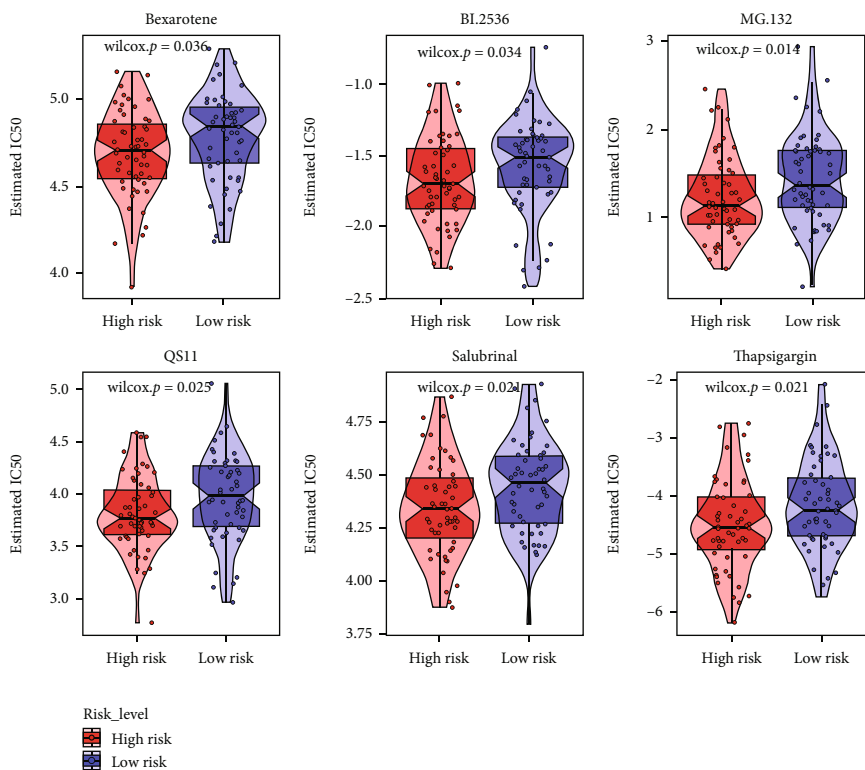 Bexarotene
BI.2536
MG.132
wilcox.p = 0.036
wilcox.p = 0.034
wilcox.p = 0.014
Estimated IC50
5.0
4.5
4.0
Estimated IC50
−1.0
−1.5
−2.0
−2.5
Estimated IC50
3
2
1
High risk
Low risk
High risk
Low risk
High risk
Low risk
QS11
Salubrinal
Thapsigargin
wilcox.p = 0.025
wilcox.p = 0.021
wilcox.p = 0.021
Estimated IC50
5.0
4.5
4.0
3.5
3.0
Estimated IC50
4.75
4.50
4.25
4.00
3.75
Estimated IC50
−2
−3
−4
−5
−6
High risk
Low risk
High risk
Low risk
High risk
Low risk
Risk_level
High risk
Low risk